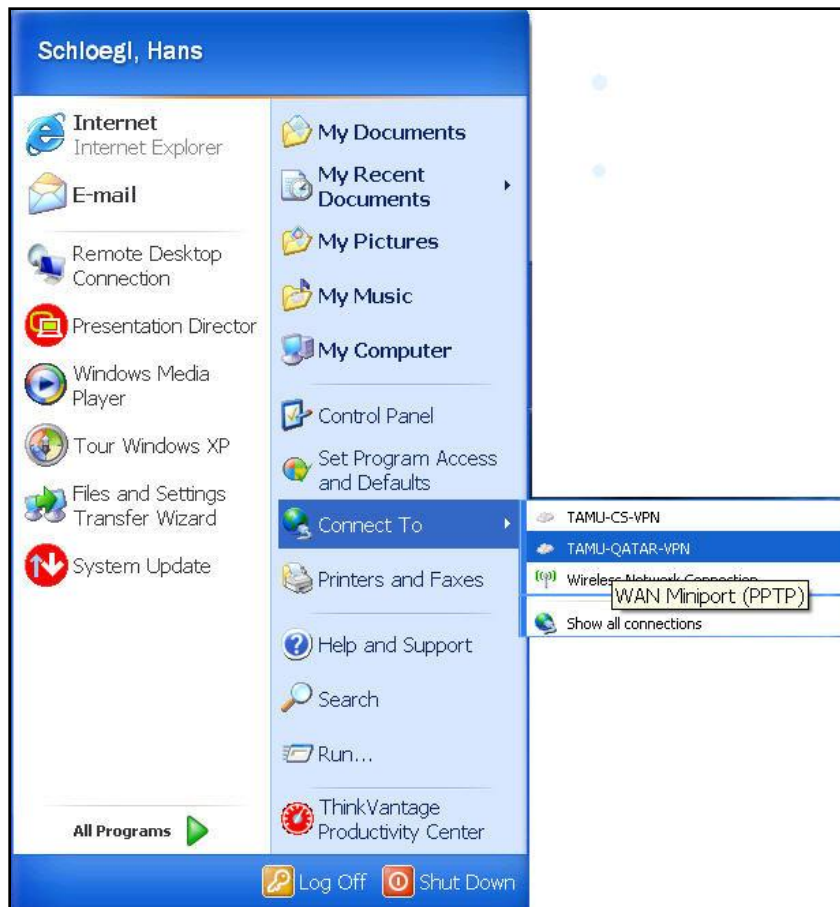 Schloegl, Hans
Internet
Internet Explorer
E-mail
Remote Desktop
Connection
Presentation Director
Windows Media
Player
Tour Windows XP
Files and Settings
Transfer Wizard
System Update
All Programs
My Documents
My Recent
Documents
My Pictures
My Music
My Computer
Control Panel
Set Program Access
and Defaults
Connect To
Printers and Faxes
Help and Support
Search
Run...
ThinkVantage
Productivity Center
TAMU-CS-VPN
TAMU-QATAR-VPN
Wireless Network Connection
WAN Miniport (PPTP)
Show all connections
Log Off
Shut Down